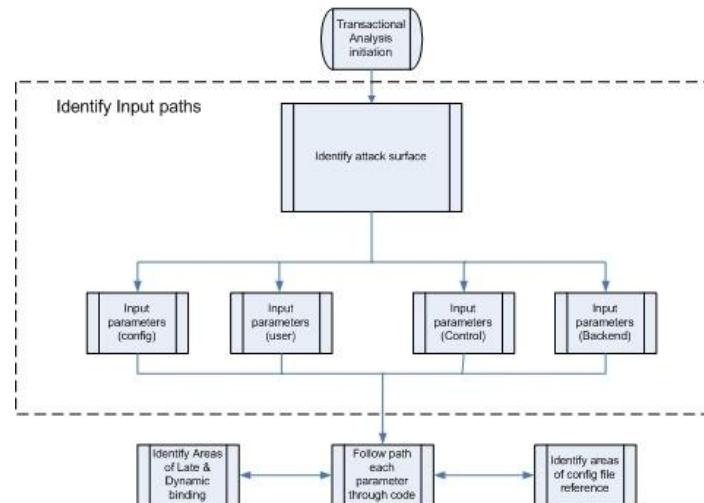 Transactional
Analysis
initiation
Identify Input paths
Identify attack surface
Input
parameters
(config)
Input
parameters
(user)
Input
parameters
(Control)
Input
parameters
(Backend)
Identify Areas
of Late &
Dynamic
binding
Follow path
each
parameter
through code
Identify areas
of config file
reference